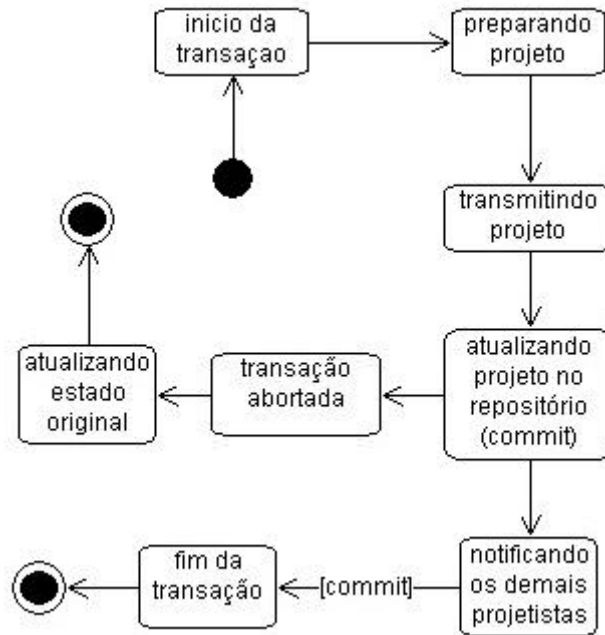 inicio da
transaçao
preparando
projeto
transmitindo
projeto
atualizando
projeto no
repositório
(commit)
transação
abortada
atualizando
estado
original
notificando
os demais
projetistas
[commit]
fim da
transação